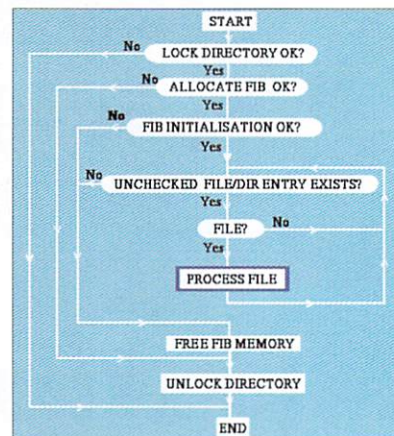 START
No LOCK DIRECTORY OK?
Yes
No ALLOCATE FIB OK?
Yes
No FIB INITIALISATION OK?
Yes
No UNCHECKED FILE/DIR ENTRY EXISTS?
Yes
FILE? No
Yes
PROCESS FILE
FREE FIB MEMORY
UNLOCK DIRECTORY
END